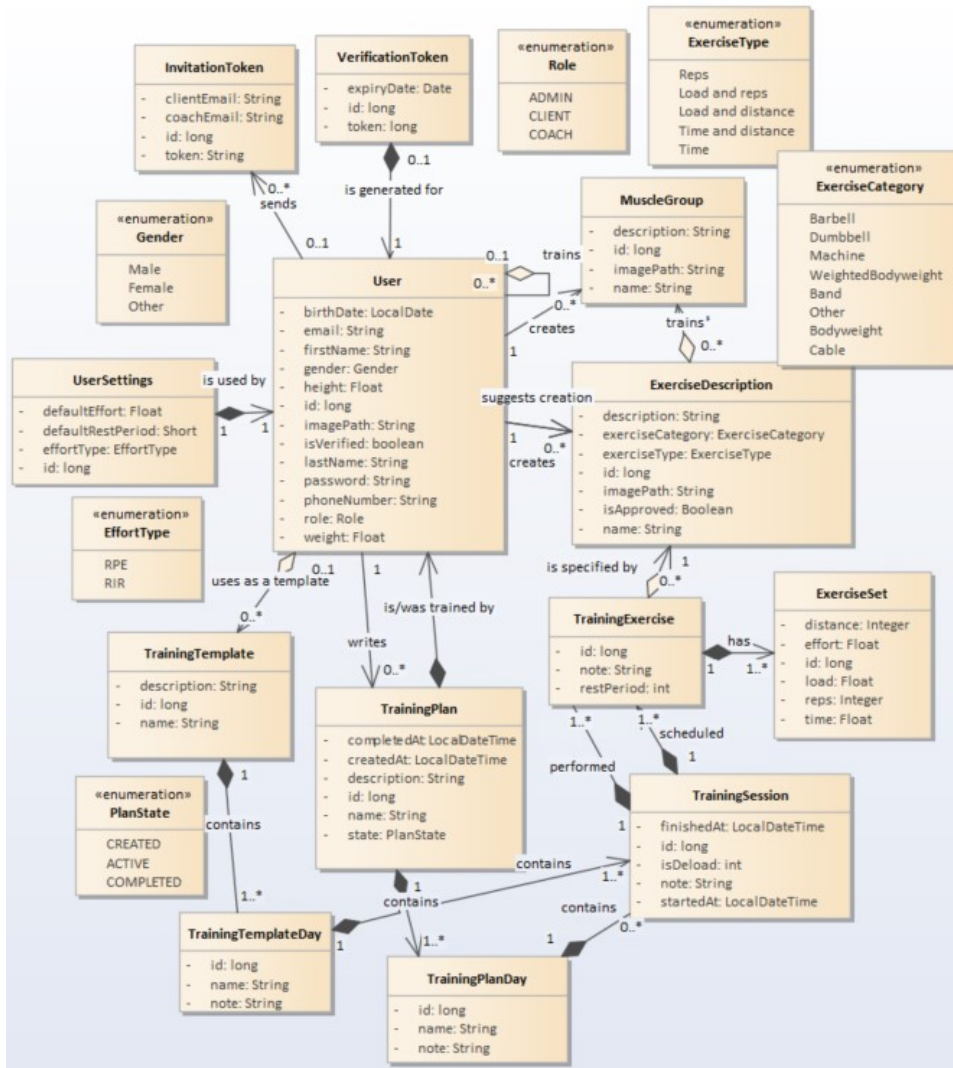 InvitationToken
- clientEmail: String
- coachEmail: String
- id: long
- token: String
VerificationToken
- expiryDate: Date
- id: long
- token: long
«enumeration»
Role
ADMIN
CLIENT
COACH
«enumeration»
ExerciseType
Reps
Load and reps
Load and distance
Time and distance
Time
«enumeration»
ExerciseCategory
Barbell
Dumbbell
Machine
WeightedBodyweight
Band
Other
Bodyweight
Cable
0..*
sends
0..1
0..1
is generated for
1
«enumeration»
Gender
Male
Female
Other
MuscleGroup
- description: String
- id: long
- imagePath: String
- name: String
0..1
0..*
trains
0..*
1
creates
trains
0..*
User
- birthDate: LocalDate
- email: String
- firstName: String
- gender: Gender
- height: Float
- id: long
- imagePath: String
- isVerified: boolean
- lastName: String
- password: String
- phoneNumber: String
- role: Role
- weight: Float
UserSettings
- defaultEffort: Float
- defaultRestPeriod: Short
- effortType: EffortType
- id: long
is used by
1
1
suggests creation
1
0..*
creates
ExerciseDescription
- description: String
- exerciseCategory: ExerciseCategory
- exerciseType: ExerciseType
- id: long
- imagePath: String
- isApproved: Boolean
- name: String
«enumeration»
EffortType
RPE
RIR
0..1
uses as a template
0..*
1
writes
0..*
is/was trained by
1
is specified by
0..*
TrainingExercise
- id: long
- note: String
- restPeriod: int
has
1
1..*
ExerciseSet
- distance: Integer
- effort: Float
- id: long
- load: Float
- reps: Integer
- time: Float
TrainingTemplate
- description: String
- id: long
- name: String
TrainingPlan
- completedAt: LocalDateTime
- createdAt: LocalDateTime
- description: String
- id: long
- name: String
- state: PlanState
1..*
performed
1
1..*
scheduled
1
TrainingSession
- finishedAt: LocalDateTime
- id: long
- isDeload: int
- note: String
- startedAt: LocalDateTime
«enumeration»
PlanState
CREATED
ACTIVE
COMPLETED
1
contains
1..*
1
contains
1..*
contains
1
1..*
contains
1
0..*
TrainingTemplateDay
- id: long
- name: String
- note: String
TrainingPlanDay
- id: long
- name: String
- note: String